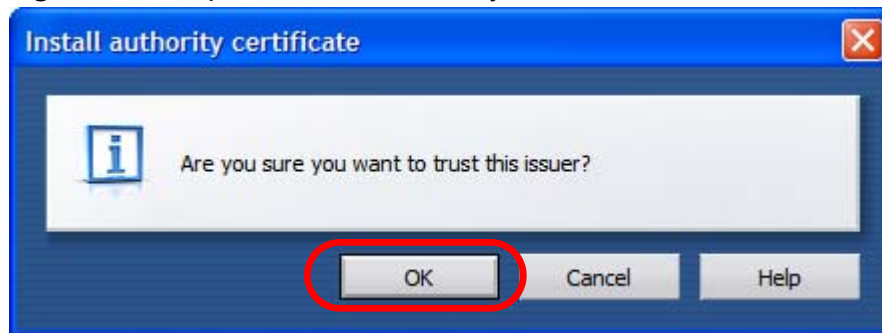 Install authority certificate
Are you sure you want to trust this issuer?
OK Cancel Help